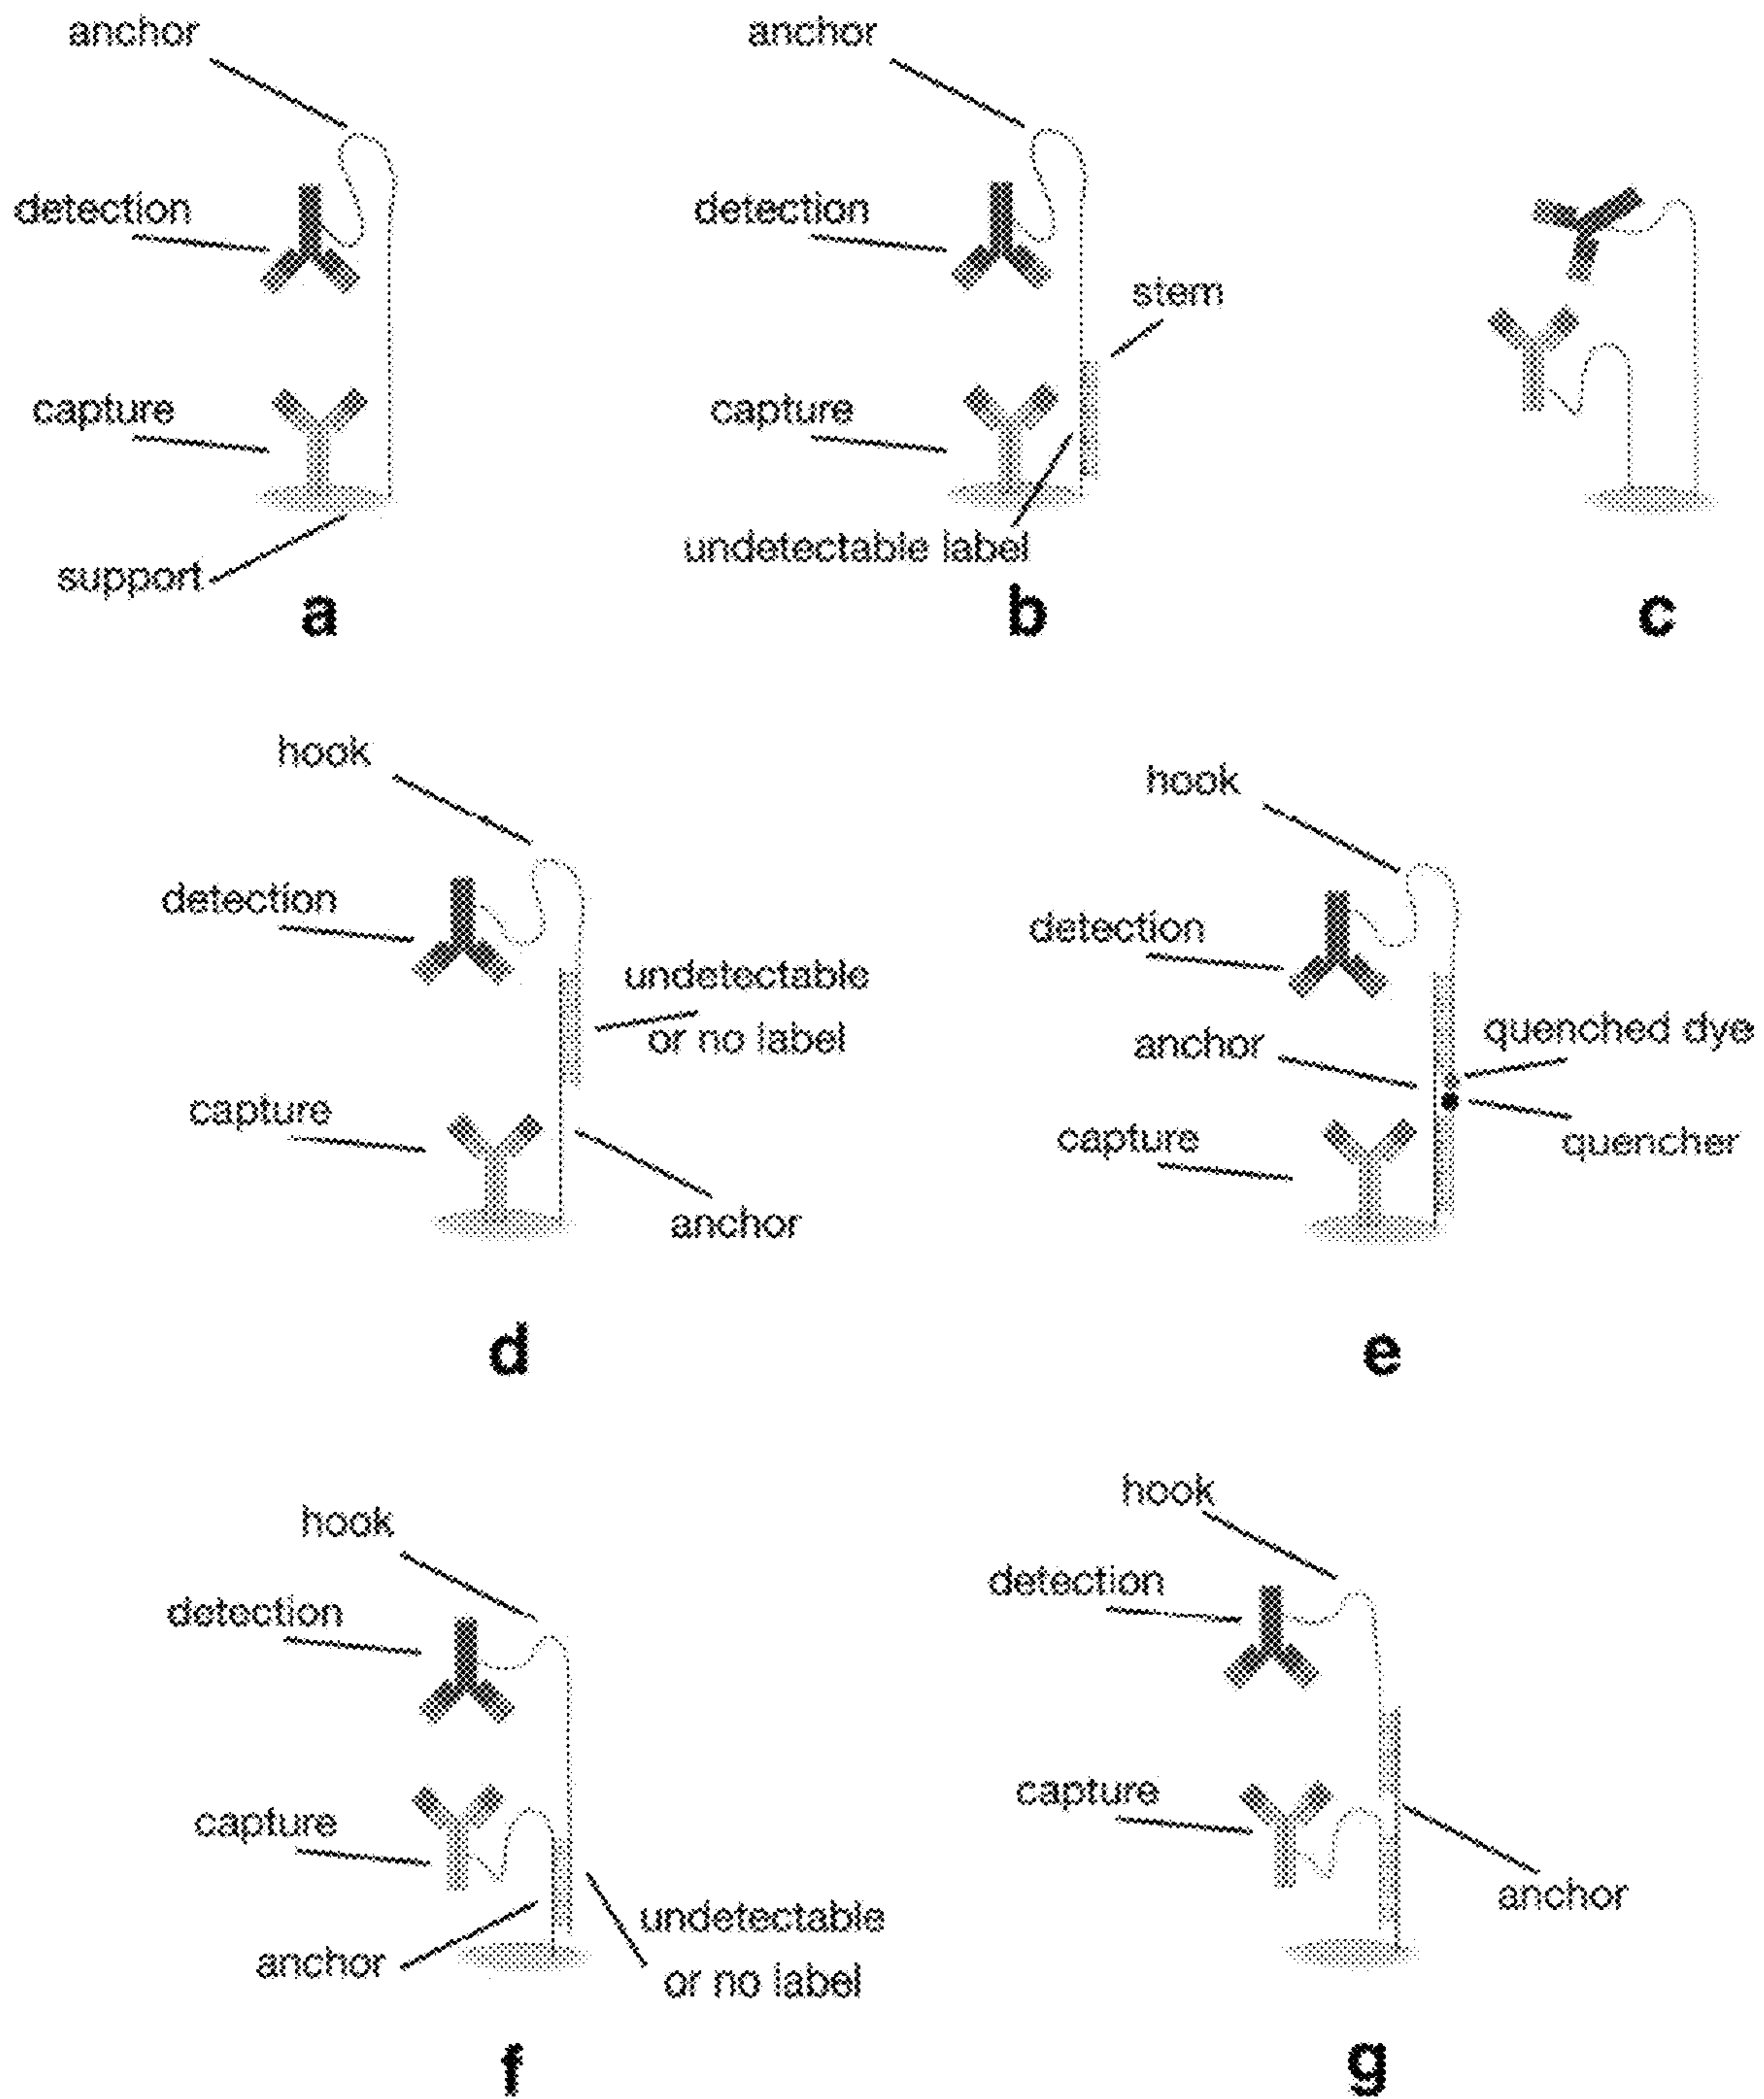 anchor
detection
capture
support
a
anchor
detection
stem
capture
undetectable label
b
c
hook
detection
undetectable
or no label
capture
anchor
d
hook
detection
anchor
quenched dye
capture
quencher
e
hook
detection
capture
anchor
undetectable
or no label
f
hook
detection
capture
anchor
g